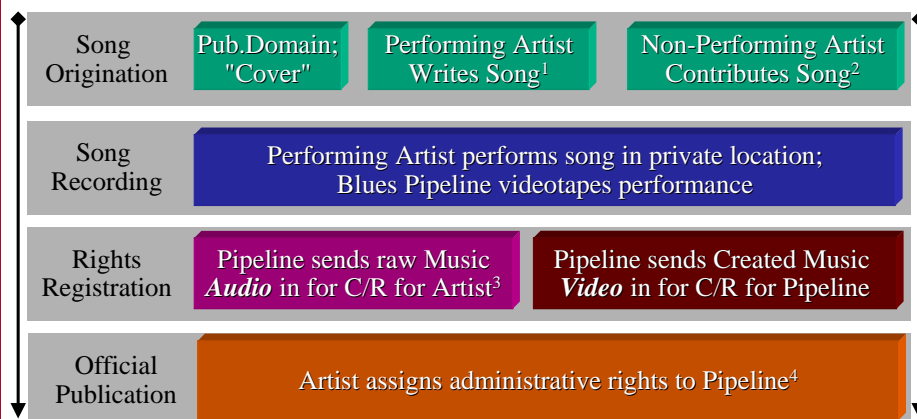 Song
Origination
Pub.Domain;
"Cover"
Performing Artist
Writes Song¹
Non-Performing Artist
Contributes Song²
Song
Recording
Performing Artist performs song in private location;
Blues Pipeline videotapes performance
Rights
Registration
Pipeline sends raw Music
Audio in for C/R for Artist³
Pipeline sends Created Music
Video in for C/R for Pipeline
Official
Publication
Artist assigns administrative rights to Pipeline⁴